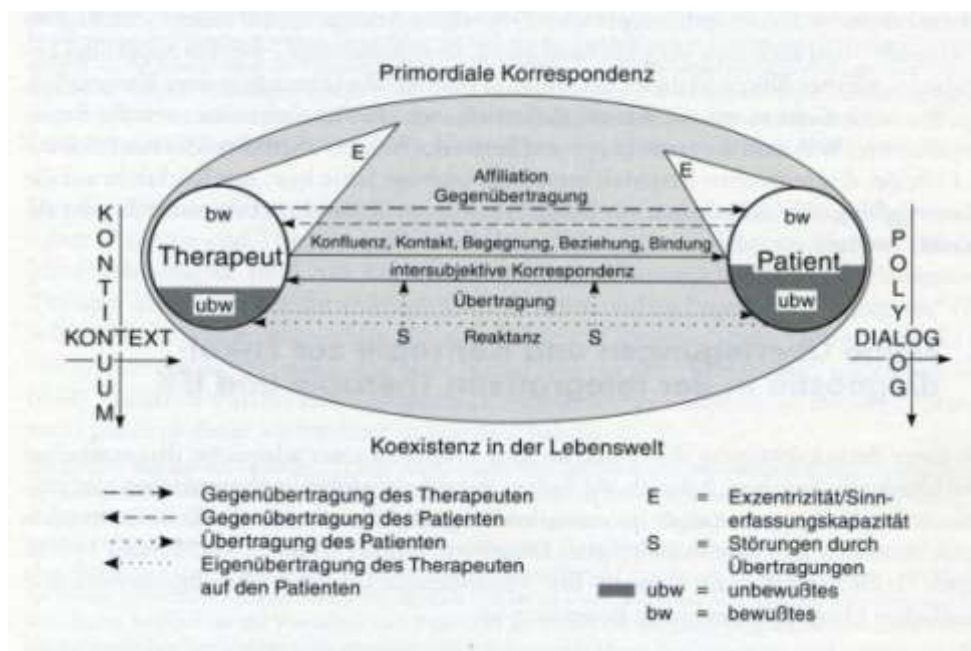 Primordiale Korrespondenz
E
E
Affiliation
Gegenübertragung
bw
bw
Konfluenz, Kontakt, Begegnung, Beziehung, Bindung
Therapeut
Patient
intersubjektive Korrespondenz
ubw
ubw
Übertragung
S
Reaktanz
S
KONTEXT
KONTINUUM
DIALOG
POLYLOG
Koexistenz in der Lebenswelt
Gegenübertragung des Therapeuten
Gegenübertragung des Patienten
Übertragung des Patienten
Eigenübertragung des Therapeuten
auf den Patienten
E = Exzentrizität/Sinn-
erfassungskapazität
S = Störungen durch
Übertragungen
ubw = unbewußtes
bw = bewußtes